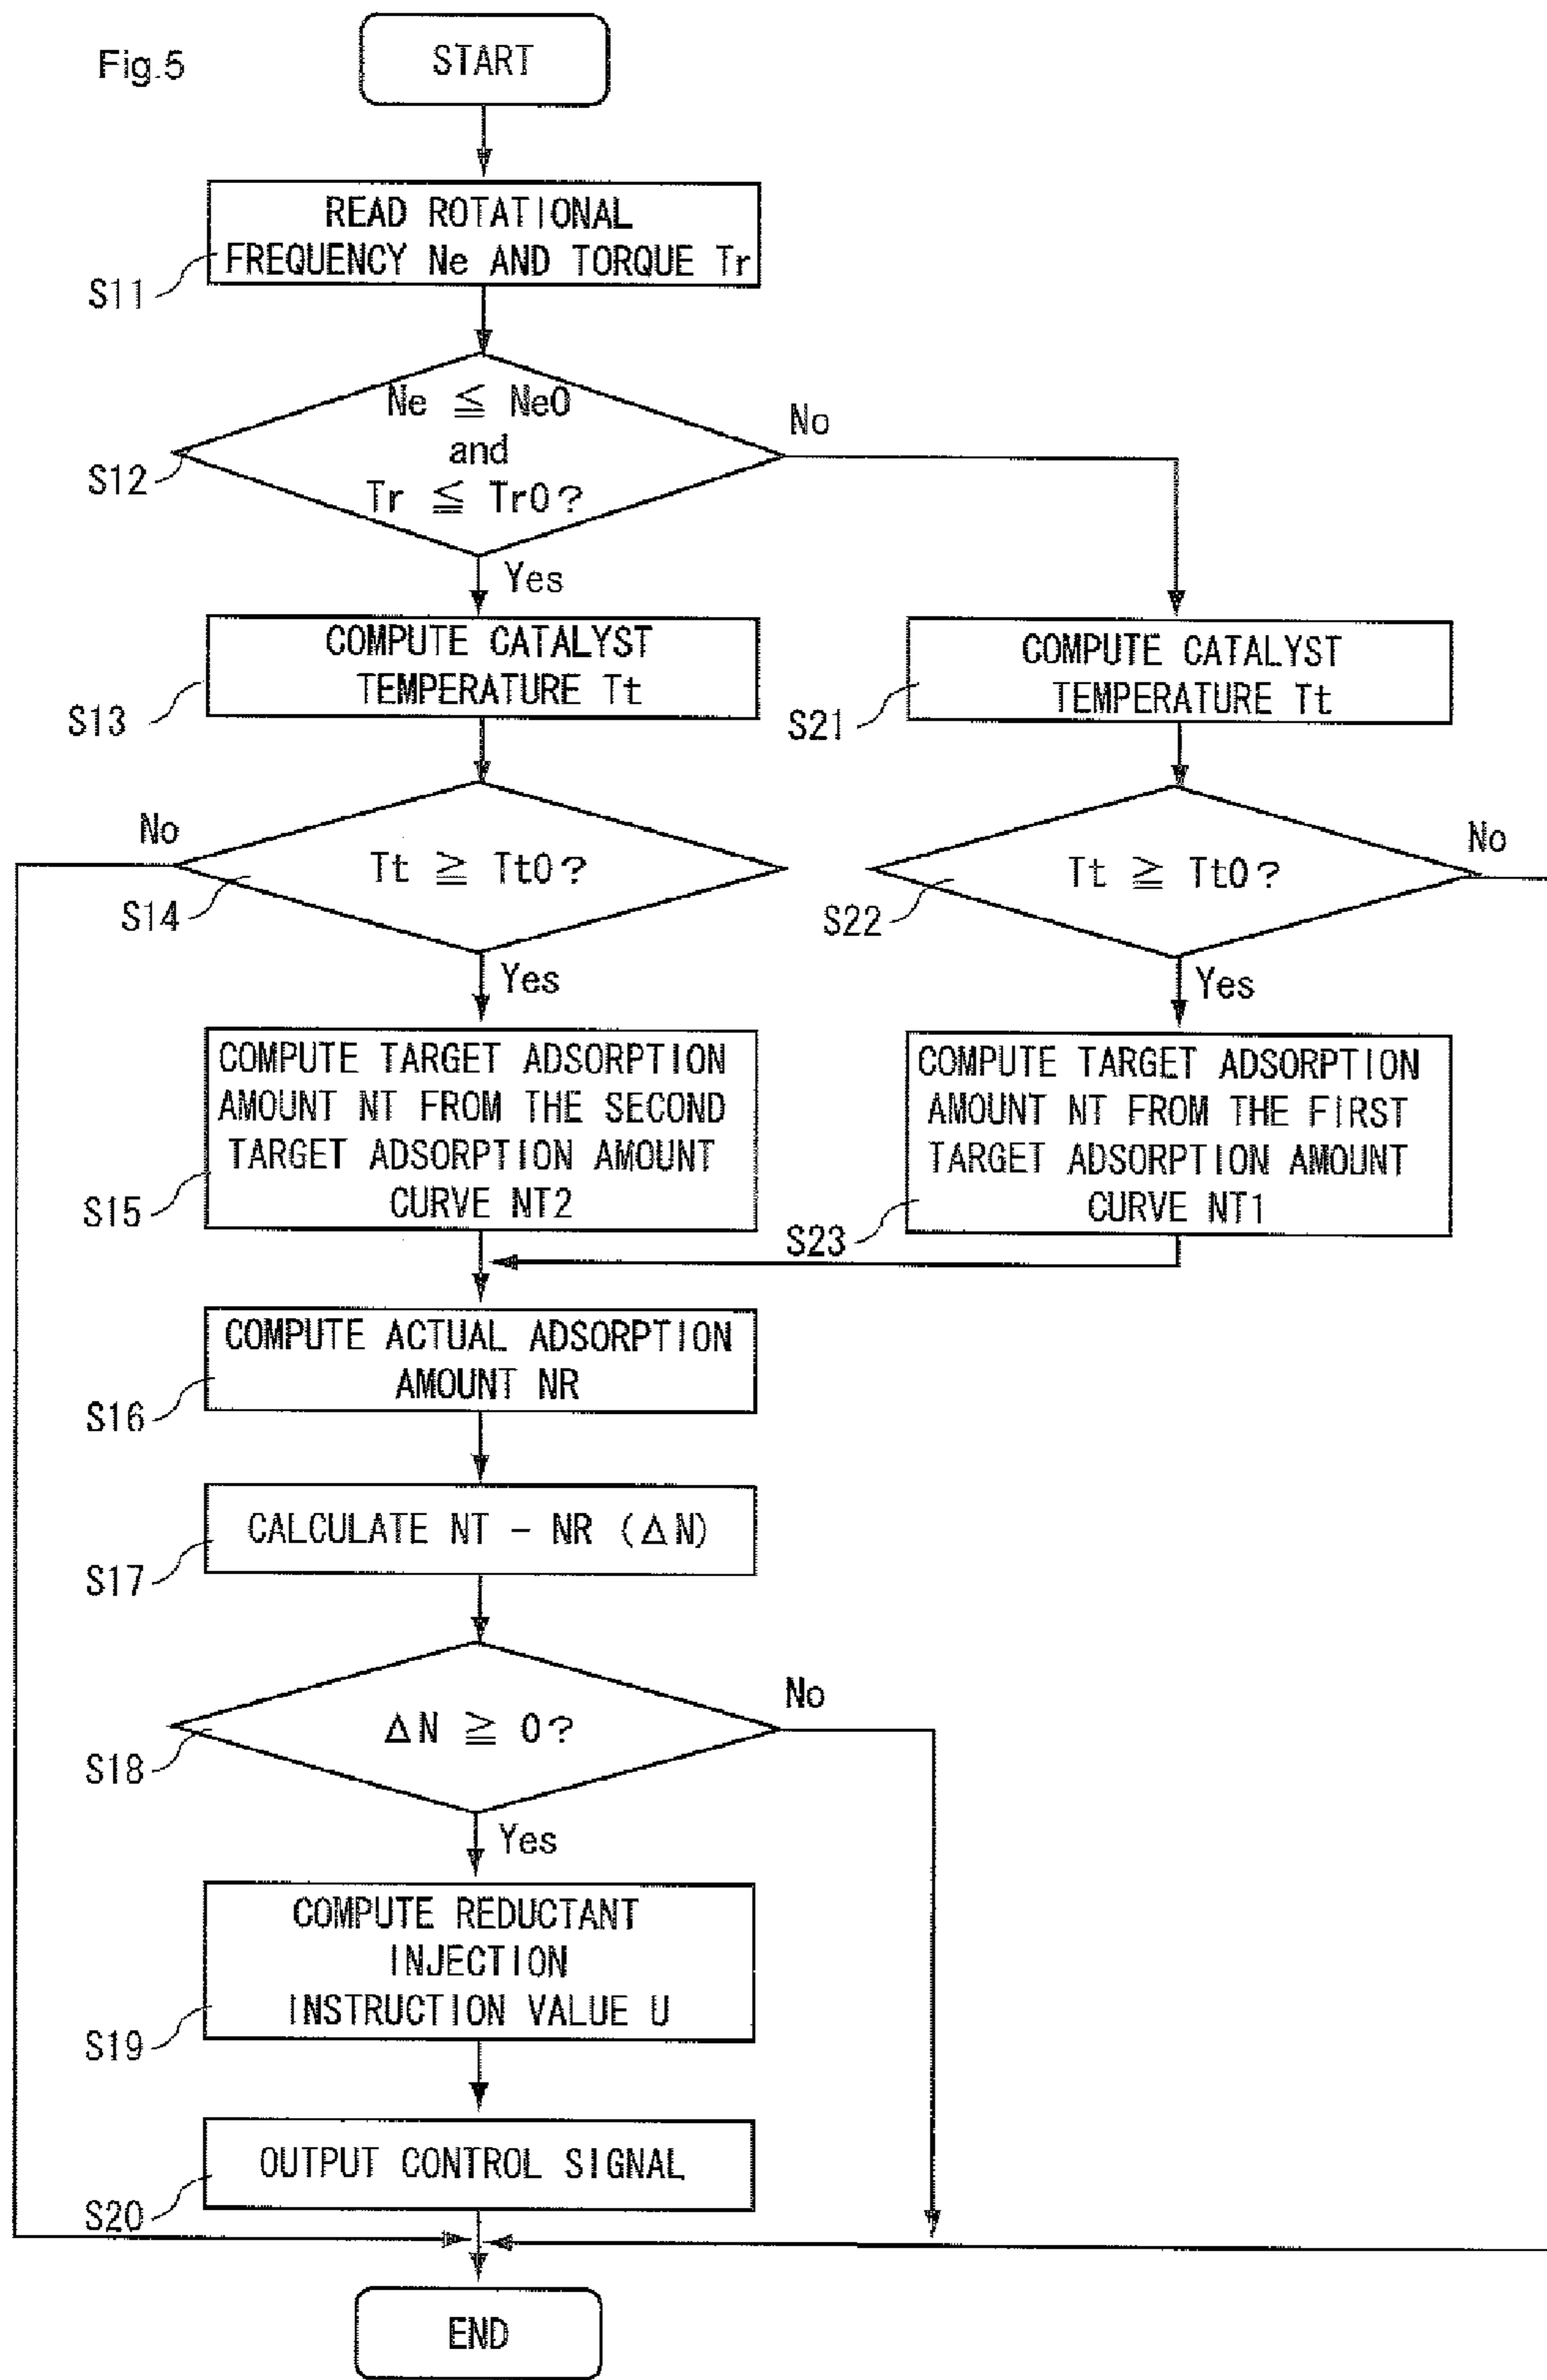 Fig.5
START
READ ROTATIONAL
FREQUENCY Ne AND TORQUE Tr
S11
Ne ≦ Ne0
and
Tr ≦ Tr0?
S12
No
Yes
COMPUTE CATALYST
TEMPERATURE Tt
S13
COMPUTE CATALYST
TEMPERATURE Tt
S21
No
Tt ≧ Tt0?
S14
Yes
Tt ≧ Tt0?
S22
No
Yes
COMPUTE TARGET ADSORPTION
AMOUNT NT FROM THE SECOND
TARGET ADSORPTION AMOUNT
CURVE NT2
S15
COMPUTE TARGET ADSORPTION
AMOUNT NT FROM THE FIRST
TARGET ADSORPTION AMOUNT
CURVE NT1
S23
COMPUTE ACTUAL ADSORPTION
AMOUNT NR
S16
CALCULATE NT - NR (ΔN)
S17
ΔN ≧ 0?
S18
No
Yes
COMPUTE REDUCTANT
INJECTION
INSTRUCTION VALUE U
S19
OUTPUT CONTROL SIGNAL
S20
END